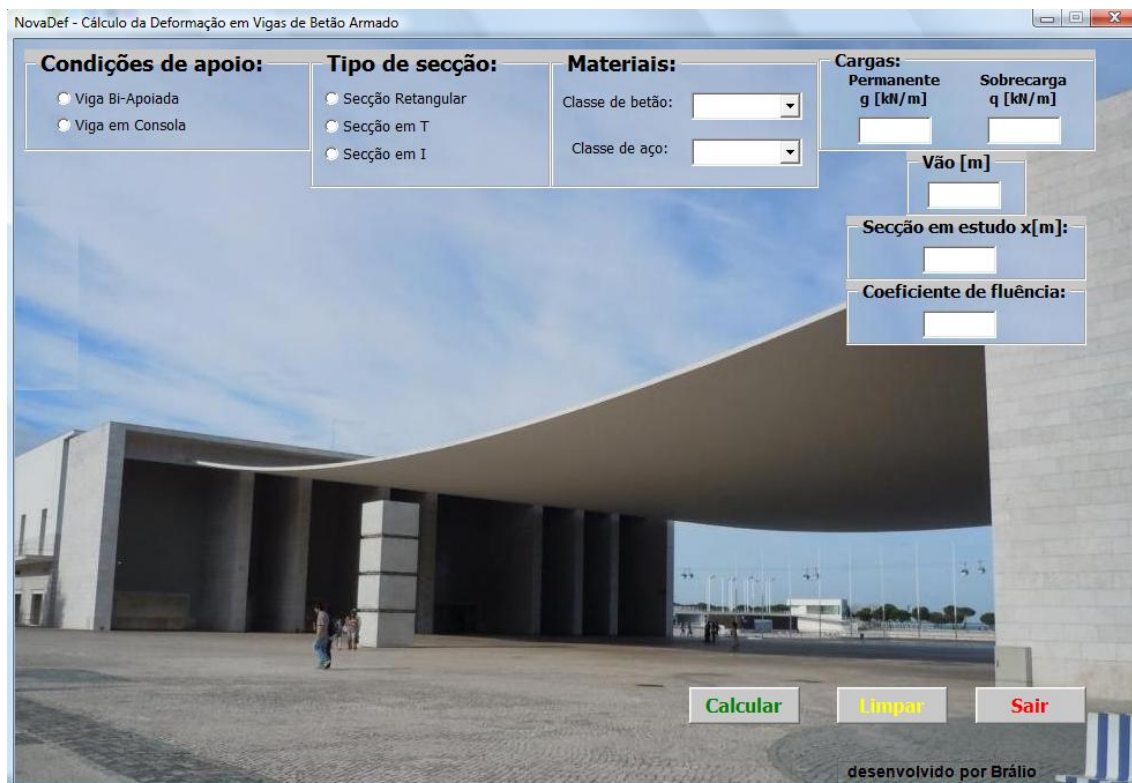 NovaDef - Cálculo da Deformação em Vigas de Betão Armado
Condições de apoio:
Viga Bi-Apoiada
Viga em Consola
Tipo de secção:
Secção Retangular
Secção em T
Secção em I
Materiais:
Classe de betão:
Classe de aço:
Cargas:
Permanente
g [kN/m]
Sobrecarga
q [kN/m]
Vão [m]
Secção em estudo x[m]:
Coeficiente de fluência:
Calcular
Limpar
Sair
desenvolvido por Brálio